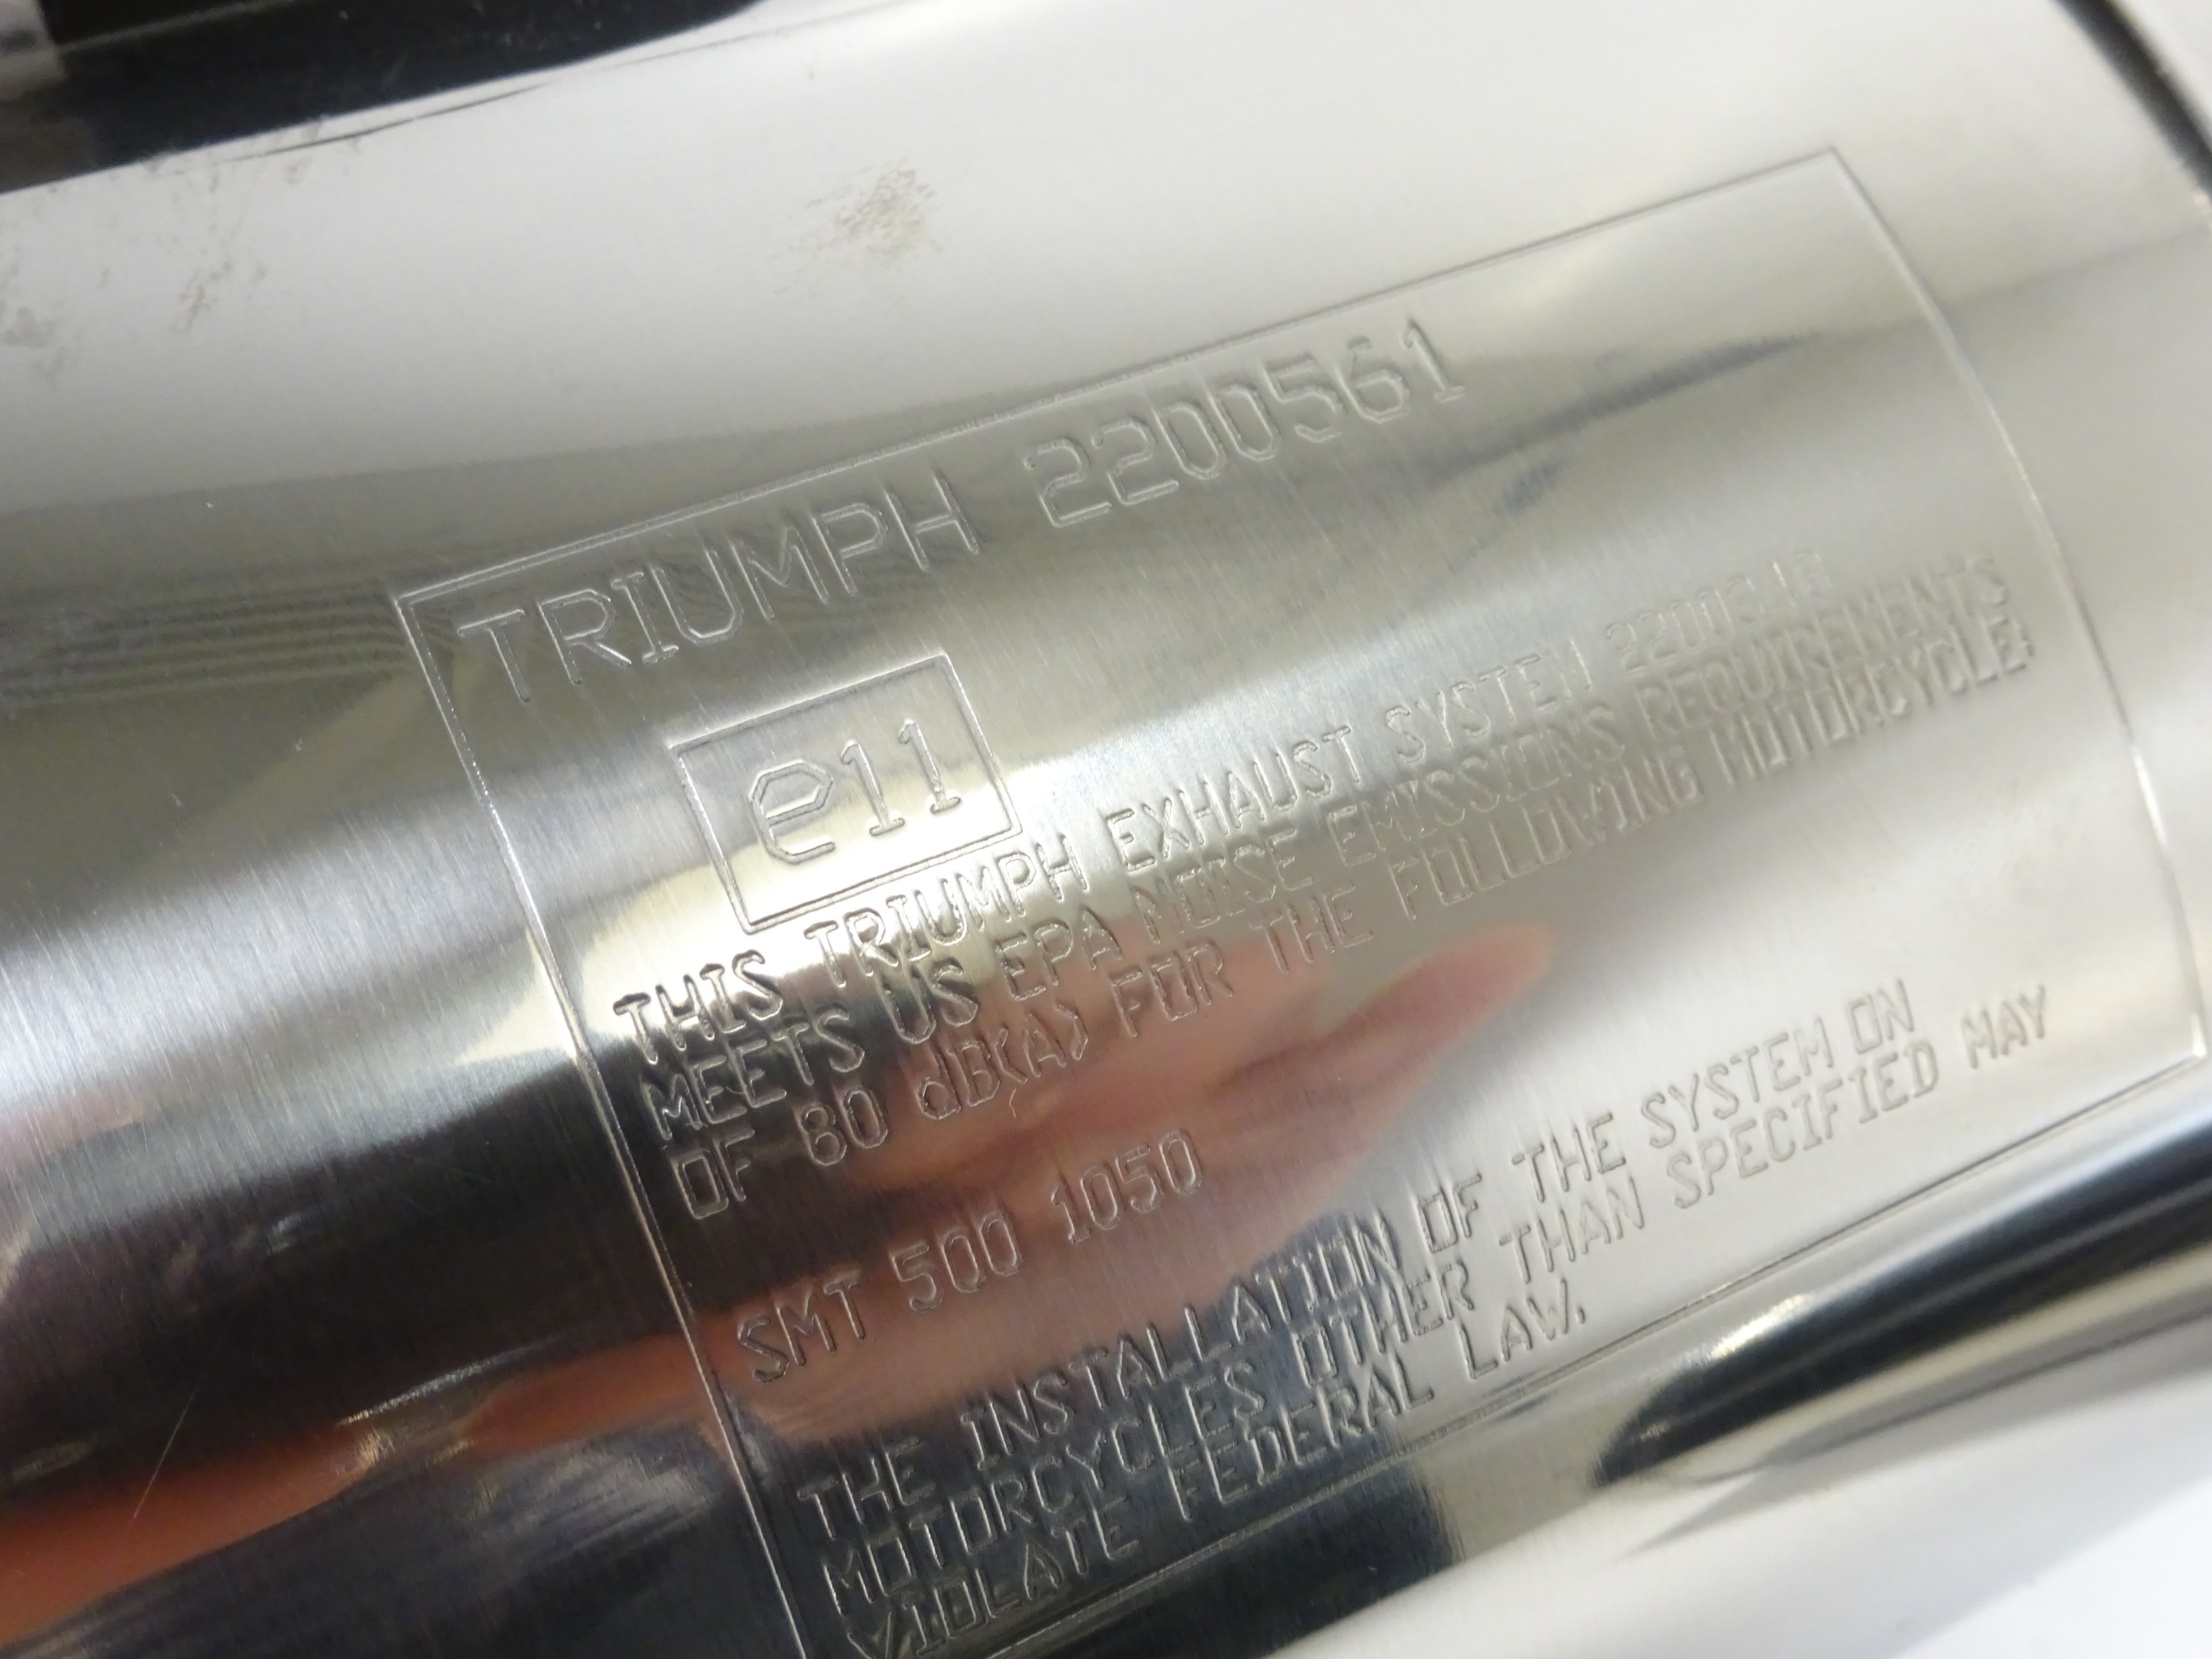 TRIUMPH 2200561
e11
THIS TRIUMPH EXHAUST SYSTEM
MEETS US EPA NOISE EMISSIONS REQUIREMENTS
OF 80 dB(A) FOR THE FOLLOWING MOTORCYCLE:
SMT 500 1050
THE INSTALLATION OF THE SYSTEM ON
MOTORCYCLES OTHER THAN SPECIFIED MAY
VIOLATE FEDERAL LAW.